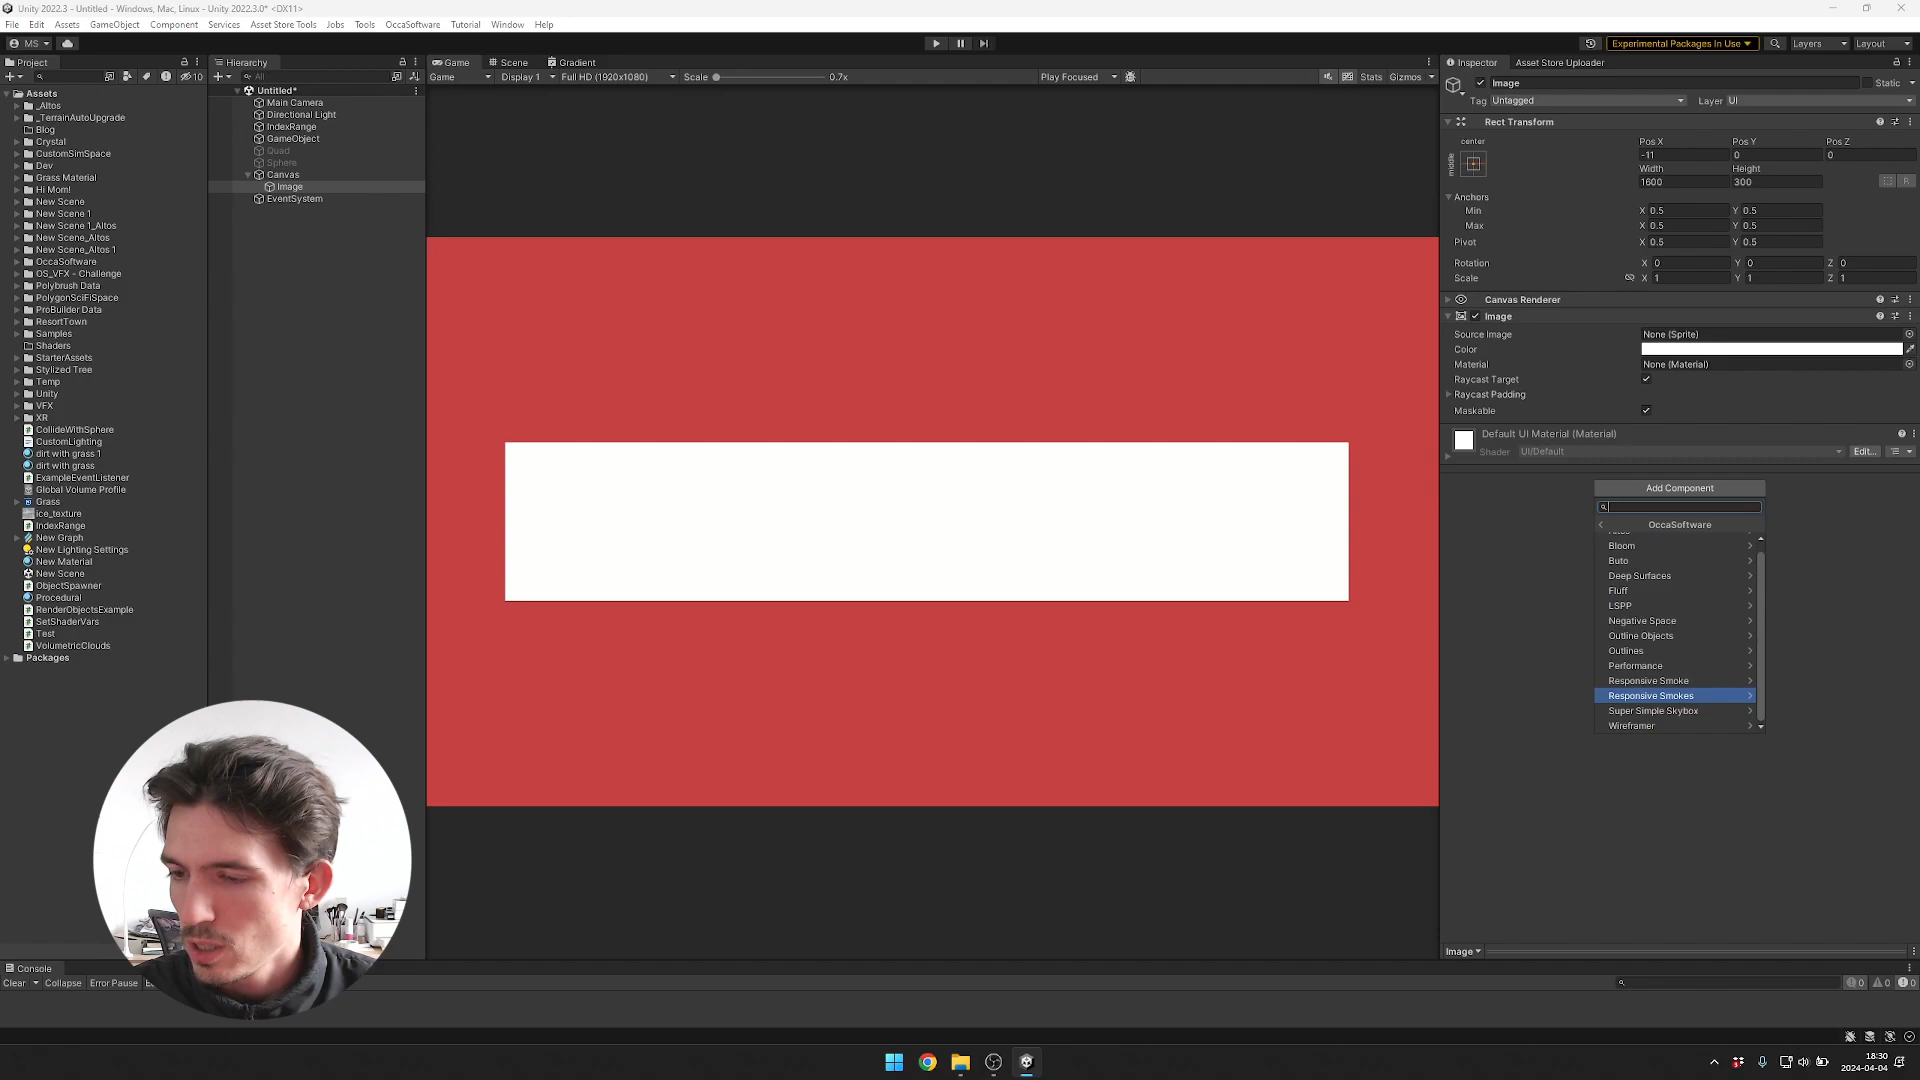 Unity 2022.3 - Untitled - Windows, Mac, Linux - Unity 2022.3.0* <DX11>
File Edit Assets GameObject Component Services Asset Store Tools Jobs Tools OccaSoftware Tutorial Window Help
MS
Experimental Packages In Use
Layers
Layout
Project
10
Assets
_Altos
_TerrainAutoUpgrade
Blog
Crystal
CustomSimSpace
Dev
Grass Material
Hi Mom!
New Scene
New Scene 1
New Scene 1_Altos
New Scene_Altos
New Scene_Altos 1
OccaSoftware
OS_VFX - Challenge
Polybrush Data
PolygonSciFiSpace
ProBuilder Data
ResortTown
Samples
Shaders
StarterAssets
Stylized Tree
Temp
Unity
VFX
XR
CollideWithSphere
CustomLighting
dirt with grass 1
dirt with grass
ExampleEventListener
Global Volume Profile
Grass
ice_texture
IndexRange
New Graph
New Lighting Settings
New Material
New Scene
ObjectSpawner
Procedural
RenderObjectsExample
SetShaderVars
Test
VolumetricClouds
Packages
Hierarchy
All
Untitled*
Main Camera
Directional Light
IndexRange
GameObject
Quad
Sphere
Canvas
Image
EventSystem
Game Scene Gradient
Game Display 1 Full HD (1920x1080) Scale 0.7x Play Focused Stats Gizmos
Inspector Asset Store Uploader
Image Static
Tag Untagged Layer UI
Rect Transform
center
middle
Pos X Pos Y Pos Z
-11 0 0
Width Height
1600 300
R
Anchors
Min X 0.5 Y 0.5
Max X 0.5 Y 0.5
Pivot X 0.5 Y 0.5
Rotation X 0 Y 0 Z 0
Scale X 1 Y 1 Z 1
Canvas Renderer
Image
Source Image None (Sprite)
Color
Material None (Material)
Raycast Target
Raycast Padding
Maskable
Default UI Material (Material)
Shader UI/Default Edit...
Add Component
OccaSoftware
Bloom
Buto
Deep Surfaces
Fluff
LSPP
Negative Space
Outline Objects
Outlines
Performance
Responsive Smoke
Responsive Smokes
Super Simple Skybox
Wireframer
Image
Console
Clear Collapse Error Pause
0 0 0
18:30
2024-04-04